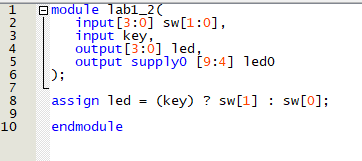 1 module lab1_2(
2 input[3:0] sw[1:0],
3 input key,
4 output[3:0] led,
5 output supply0 [9:4] led0
6 );
7
8 assign led = (key) ? sw[1] : sw[0];
9
10 endmodule